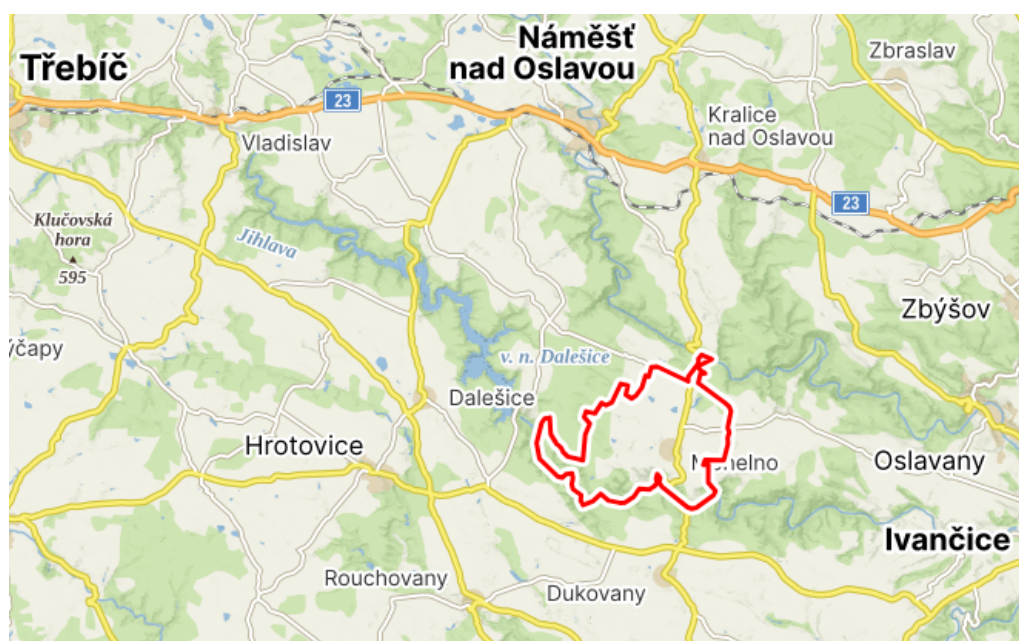 Třebíč
Náměšť
nad Oslavou
Zbraslav
23
Vladislav
Kralice
nad Oslavou
Klučovská
hora
595
Jihlava
23
Zbýšov
ýčapy
v. n. Dalešice
Dalešice
Hrotovice
Oslavany
Ivančice
Rouchovany
Dukovany